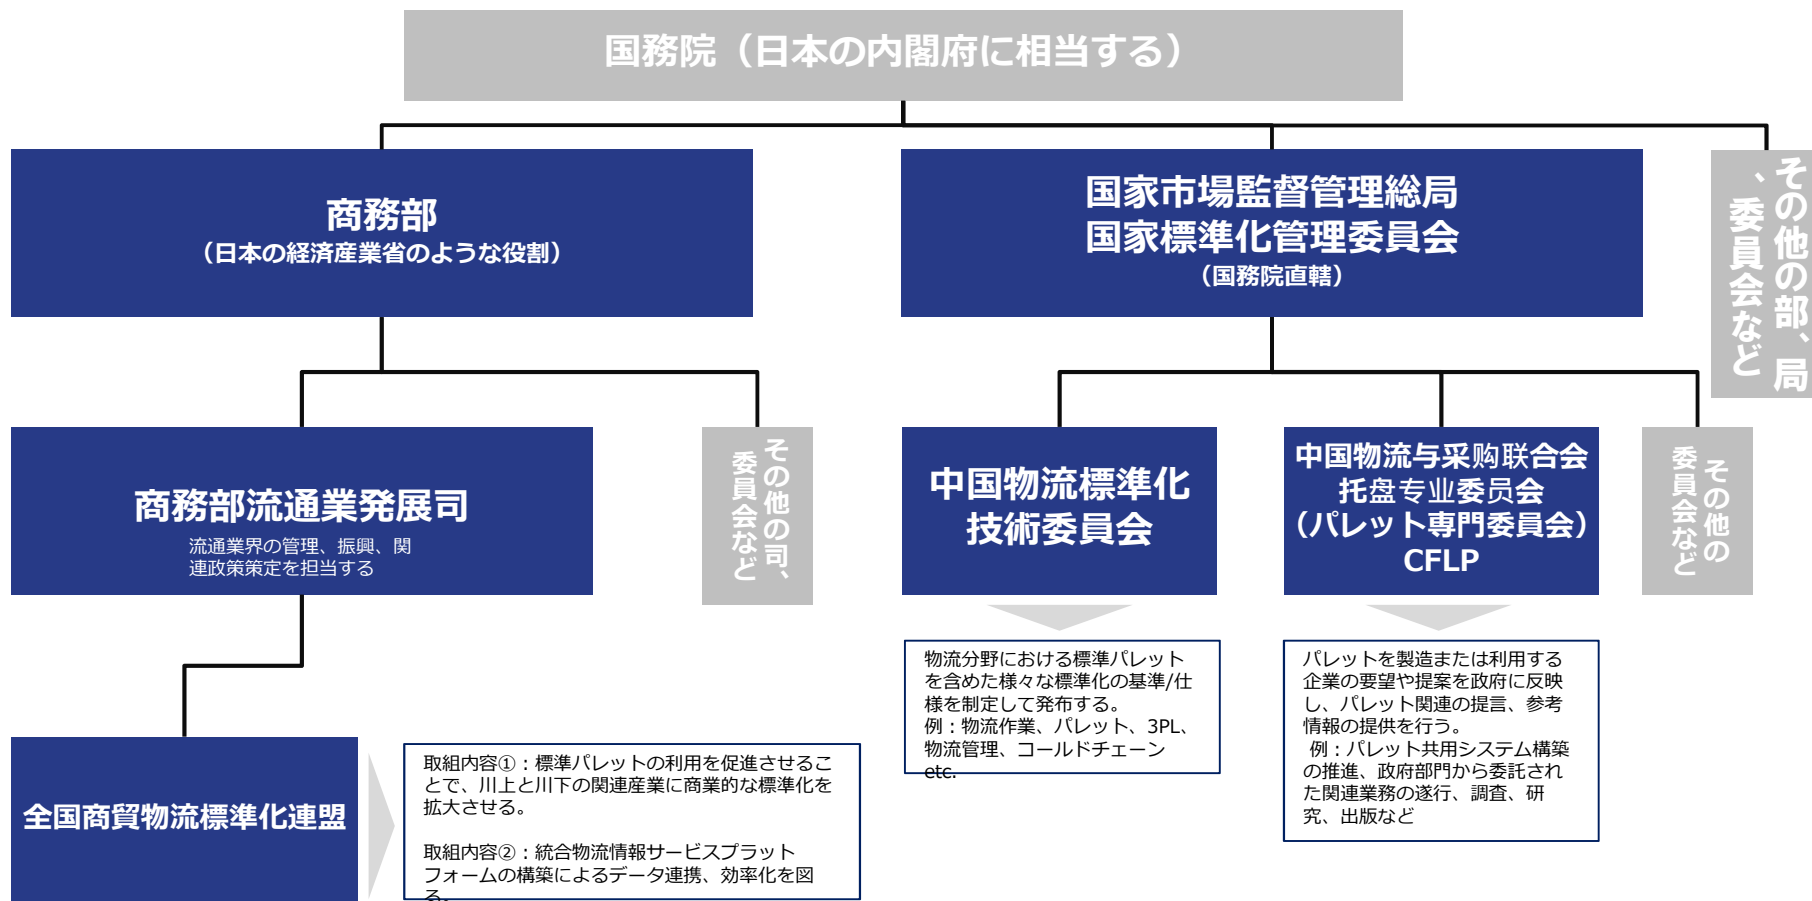 国務院（日本の内閣府に相当する）
商務部
（日本の経済産業省のような役割）
国家市場監督管理総局
国家標準化管理委員会
（国務院直轄）
その他の部、局
、委員会など
商務部流通業発展司
流通業界の管理、振興、関
連政策策定を担当する
その他の司、
委員会など
中国物流標準化
技術委員会
中国物流与采购联合会
托盘专业委员会
（パレット専門委員会）
CFLP
その他の
委員会など
物流分野における標準パレット
を含めた様々な標準化の基準/仕
様を制定して発布する。
例：物流作業、パレット、3PL、
物流管理、コールドチェーン
etc.
パレットを製造または利用する
企業の要望や提案を政府に反映
し、パレット関連の提言、参考
情報の提供を行う。
例：パレット共用システム構築
の推進、政府部門から委託され
た関連業務の遂行、調査、研
究、出版など
全国商貿物流標準化連盟
取組内容①：標準パレットの利用を促進させるこ
とで、川上と川下の関連産業に商業的な標準化を
拡大させる。
取組内容②：統合物流情報サービスプラット
フォームの構築によるデータ連携、効率化を図
る。